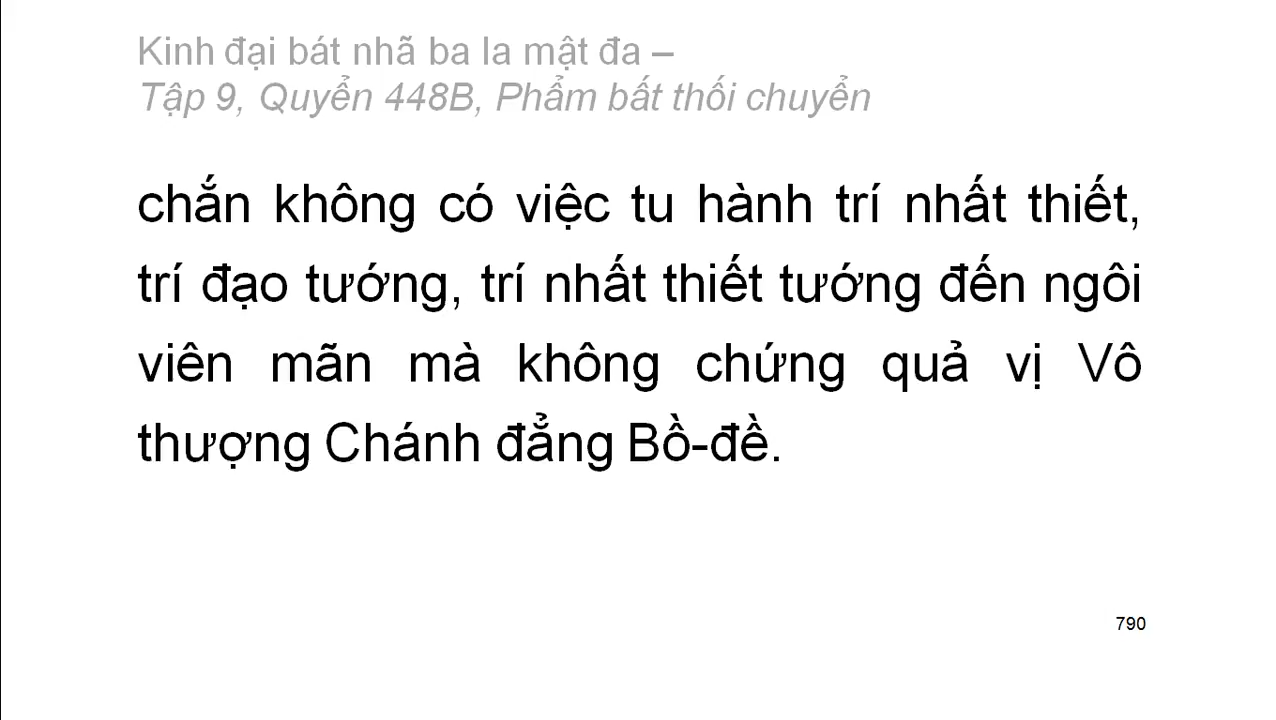 Kinh đại bát nhã ba la mật đa –
Tập 9, Quyển 448B, Phẩm bất thối chuyển
chắn không có việc tu hành trí nhất thiết,
trí đạo tướng, trí nhất thiết tướng đến ngôi
viên mãn mà không chứng quả vị Vô
thượng Chánh đẳng Bồ-đề.
790